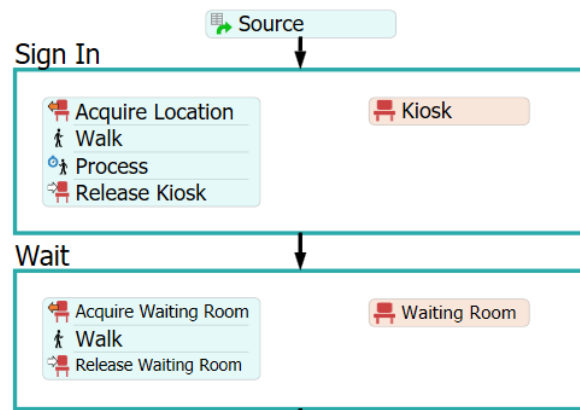 Source
Sign In
Acquire Location
Walk
Process
Release Kiosk
Kiosk
Wait
Acquire Waiting Room
Walk
Release Waiting Room
Waiting Room